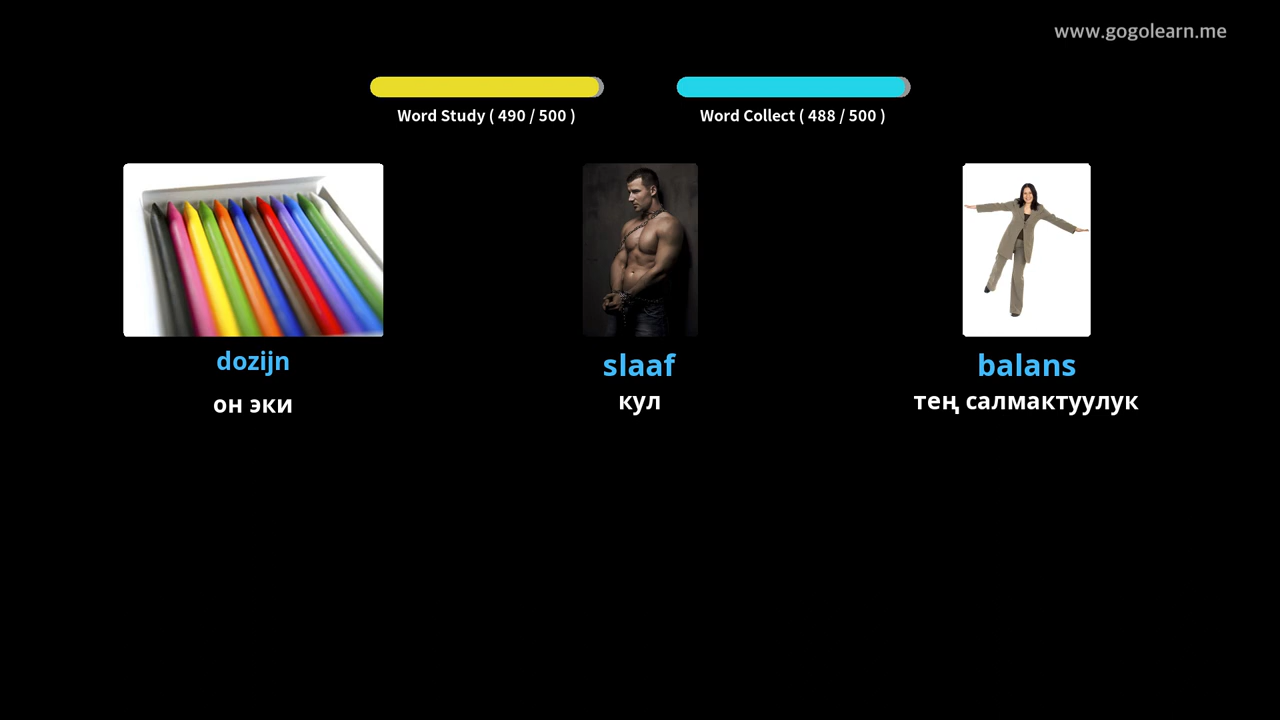 www.gogolearn.me
Word Study ( 490 / 500 )
Word Collect ( 488 / 500 )
dozijn
он эки
slaaf
кул
balans
тең салмактуулук